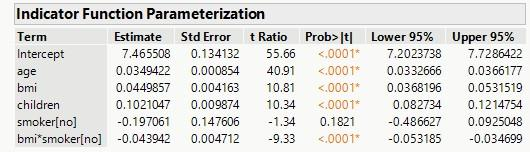 Indicator Function Parameterization
Term Estimate Std Error t Ratio Prob>|t| Lower 95% Upper 95%
Intercept 7.465508 0.134132 55.66 <.0001* 7.2023738 7.7286422
age 0.0349422 0.000854 40.91 <.0001* 0.0332666 0.0366177
bmi 0.0449857 0.004163 10.81 <.0001* 0.0368196 0.0531519
children 0.1021047 0.009874 10.34 <.0001* 0.082734 0.1214754
smoker[no] -0.197061 0.147606 -1.34 0.1821 -0.486627 0.0925048
bmi*smoker[no] -0.043942 0.004712 -9.33 <.0001* -0.053185 -0.034699